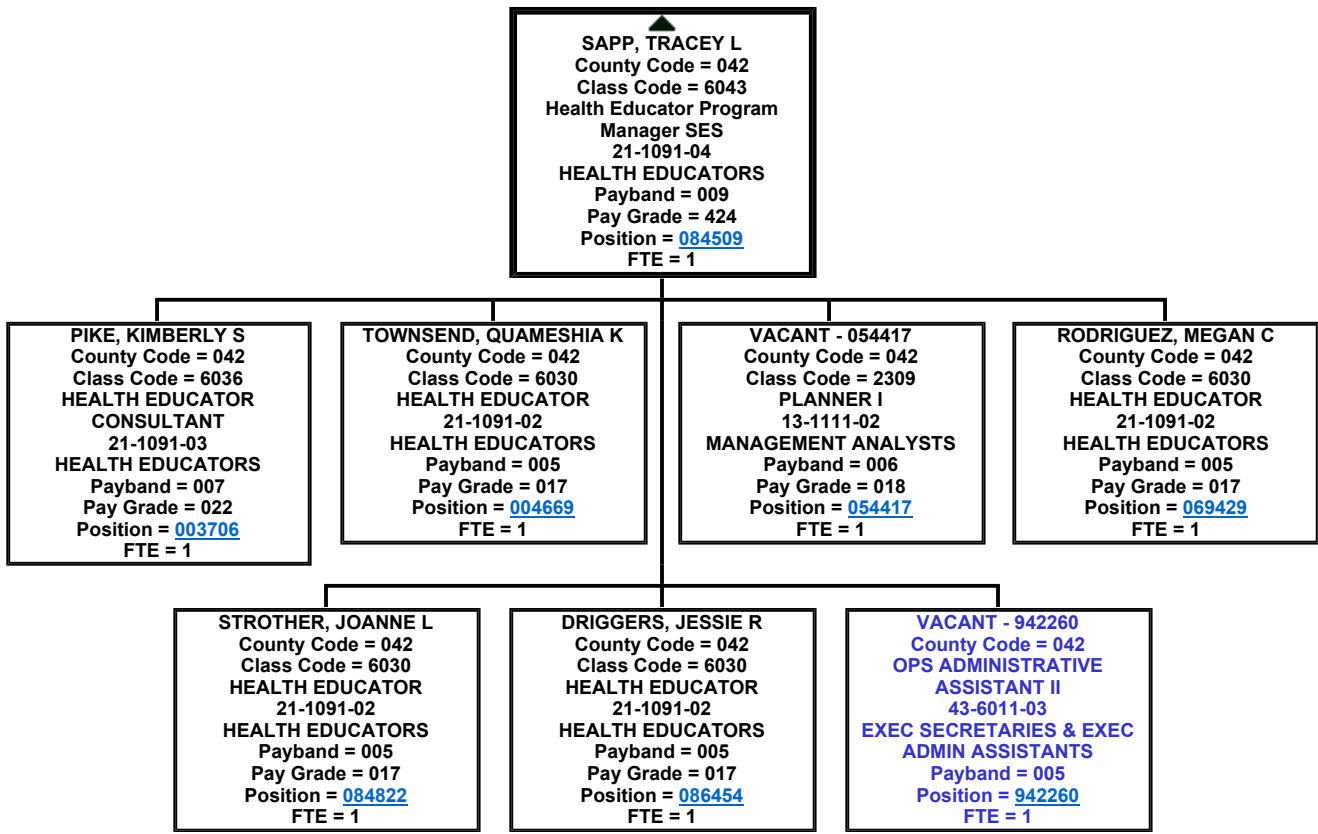 SAPP, TRACEY L
County Code = 042
Class Code = 6043
Health Educator Program
Manager SES
21-1091-04
HEALTH EDUCATORS
Payband = 009
Pay Grade = 424
Position = 084509
FTE = 1
PIKE, KIMBERLY S
County Code = 042
Class Code = 6036
HEALTH EDUCATOR
CONSULTANT
21-1091-03
HEALTH EDUCATORS
Payband = 007
Pay Grade = 022
Position = 003706
FTE = 1
TOWNSEND, QUAMESHIA K
County Code = 042
Class Code = 6030
HEALTH EDUCATOR
21-1091-02
HEALTH EDUCATORS
Payband = 005
Pay Grade = 017
Position = 004669
FTE = 1
VACANT - 054417
County Code = 042
Class Code = 2309
PLANNER I
13-1111-02
MANAGEMENT ANALYSTS
Payband = 006
Pay Grade = 018
Position = 054417
FTE = 1
RODRIGUEZ, MEGAN C
County Code = 042
Class Code = 6030
HEALTH EDUCATOR
21-1091-02
HEALTH EDUCATORS
Payband = 005
Pay Grade = 017
Position = 069429
FTE = 1
STROTHER, JOANNE L
County Code = 042
Class Code = 6030
HEALTH EDUCATOR
21-1091-02
HEALTH EDUCATORS
Payband = 005
Pay Grade = 017
Position = 084822
FTE = 1
DRIGGERS, JESSIE R
County Code = 042
Class Code = 6030
HEALTH EDUCATOR
21-1091-02
HEALTH EDUCATORS
Payband = 005
Pay Grade = 017
Position = 086454
FTE = 1
VACANT - 942260
County Code = 042
OPS ADMINISTRATIVE
ASSISTANT II
43-6011-03
EXEC SECRETARIES & EXEC
ADMIN ASSISTANTS
Payband = 005
Position = 942260
FTE = 1